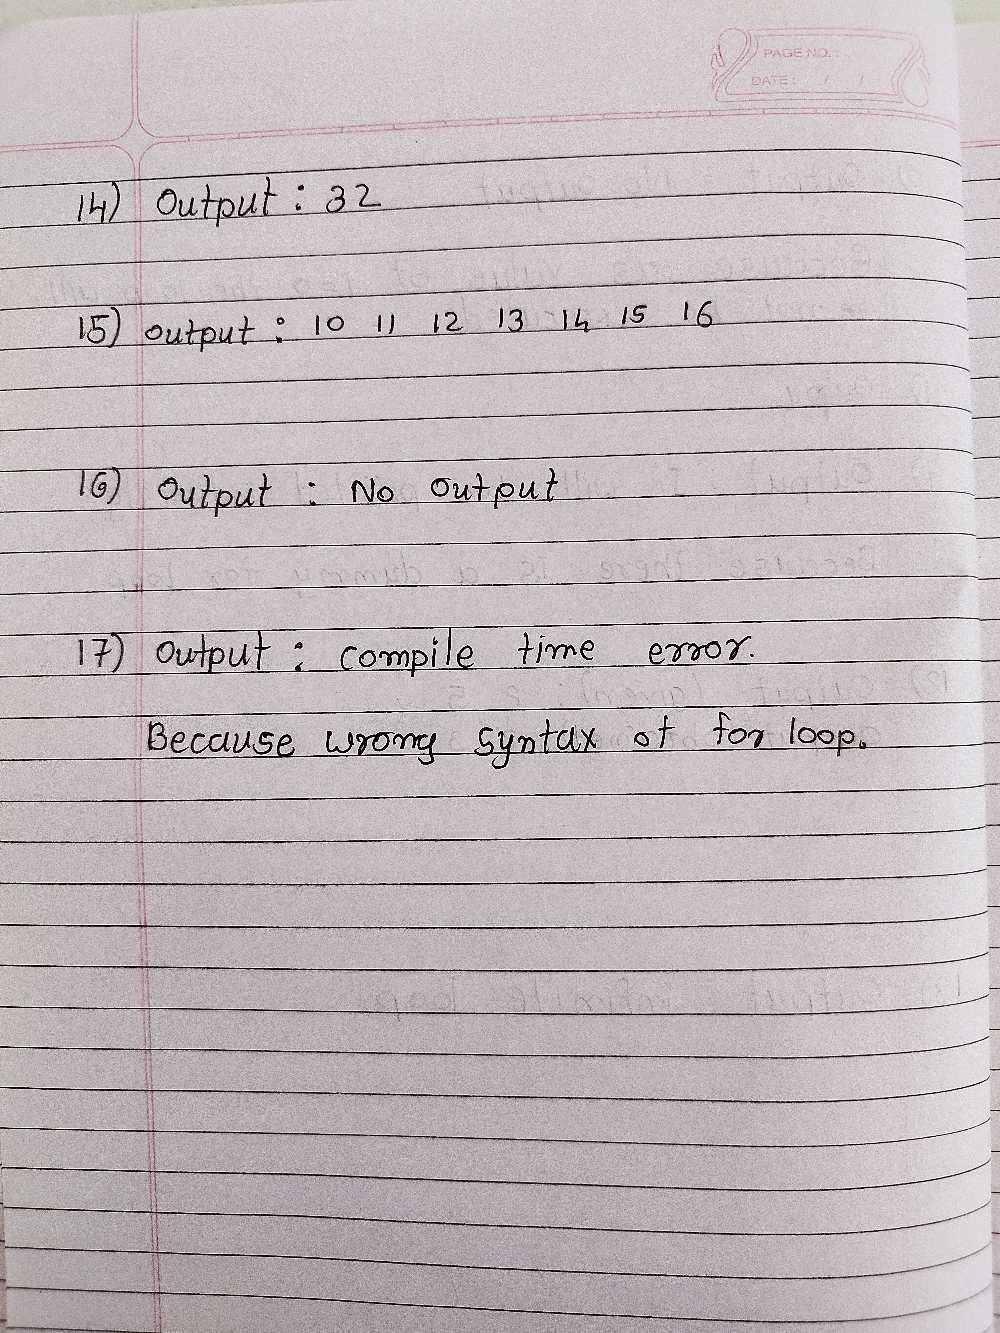 PAGE NO. :
DATE : / /
14) Output : 32
15) output : 10 11 12 13 14 15 16
16) Output : No output
17) Output : compile time error.
Because wrong syntax of for loop.